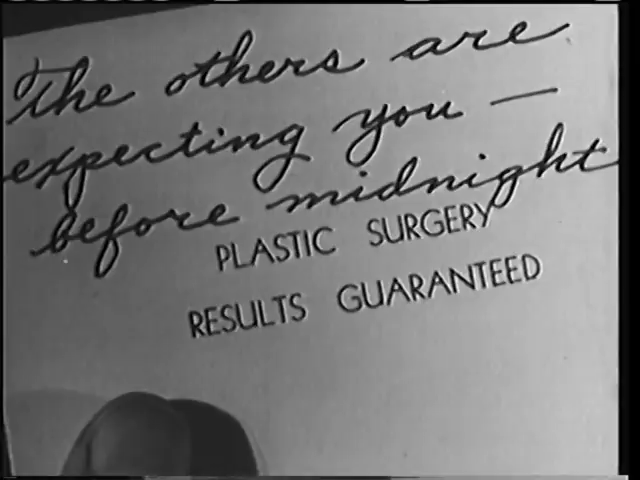 The others are
expecting you —
before midnight
PLASTIC SURGERY
RESULTS GUARANTEED